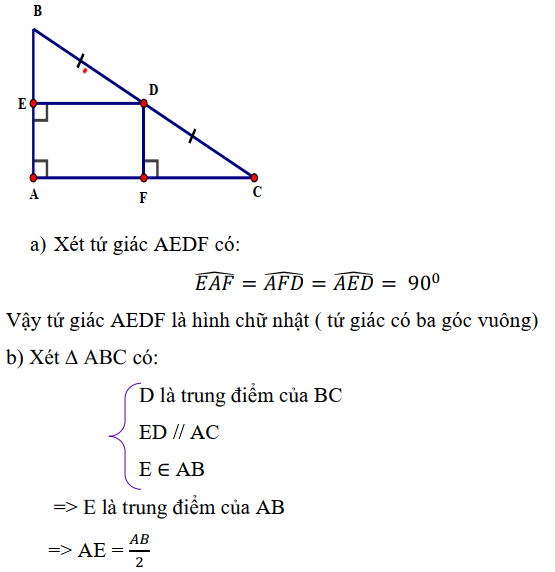 B
D
E
A
F
C
a) Xét tứ giác AEDF có:
$\widehat{EAF} = \widehat{AFD} = \widehat{AED} = 90^0$
Vậy tứ giác AEDF là hình chữ nhật ( tứ giác có ba góc vuông)
b) Xét Δ ABC có:
D là trung điểm của BC
ED // AC
E ∈ AB
=> E là trung điểm của AB
=> AE = $\frac{AB}{2}$